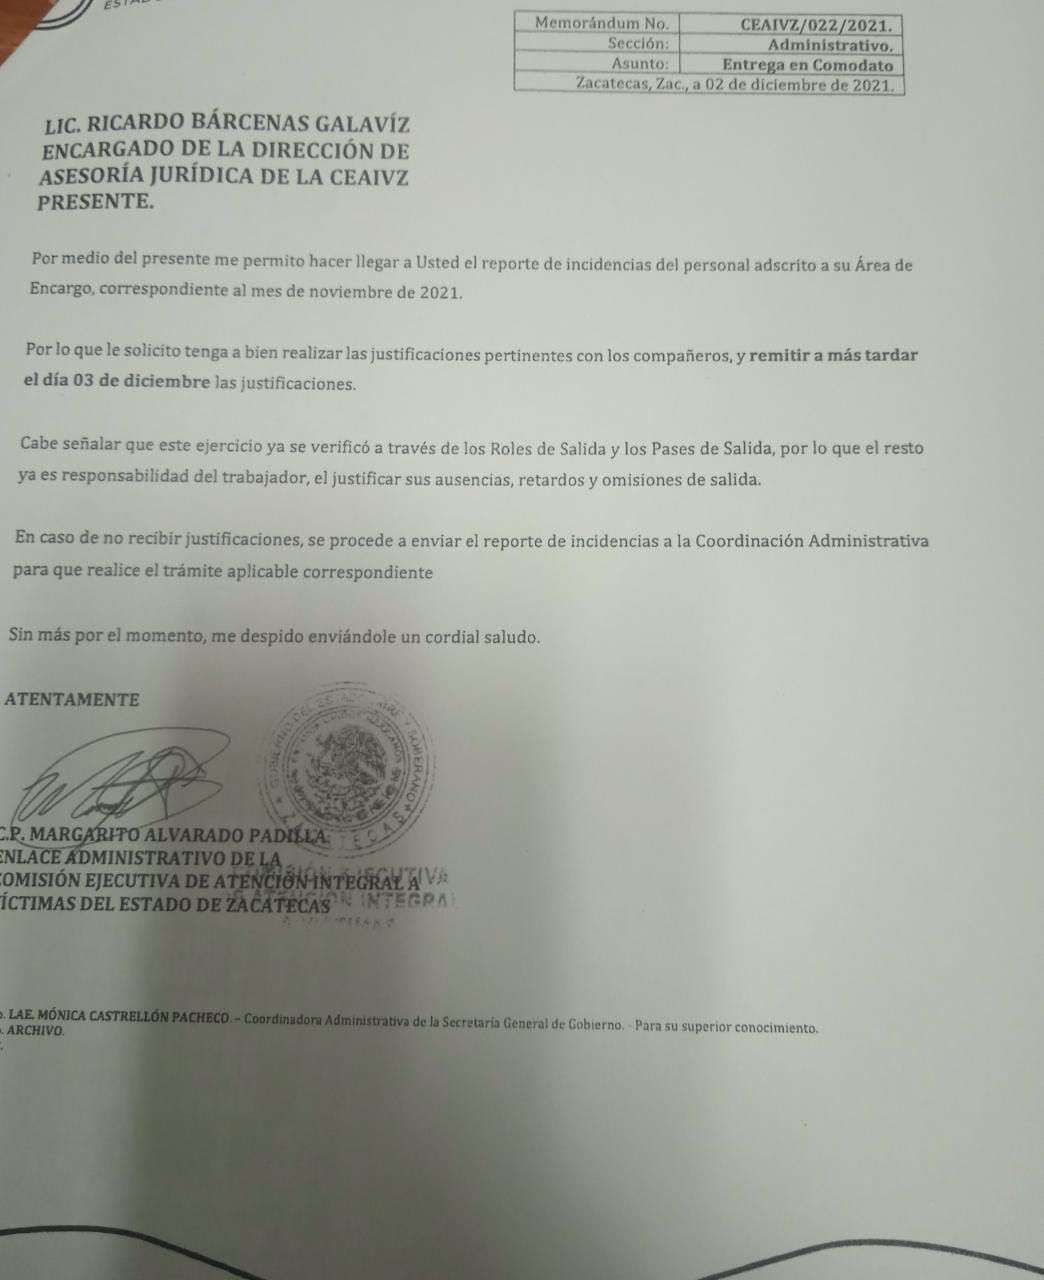 Memorándum No. CEAIVZ/022/2021.
Sección: Administrativo.
Asunto: Entrega en Comodato
Zacatecas, Zac., a 02 de diciembre de 2021.
LIC. RICARDO BÁRCENAS GALAVÍZ
ENCARGADO DE LA DIRECCIÓN DE
ASESORÍA JURÍDICA DE LA CEAIVZ
PRESENTE.
Por medio del presente me permito hacer llegar a Usted el reporte de incidencias del personal adscrito a su Área de
Encargo, correspondiente al mes de noviembre de 2021.
Por lo que le solicito tenga a bien realizar las justificaciones pertinentes con los compañeros, y remitir a más tardar
el día 03 de diciembre las justificaciones.
Cabe señalar que este ejercicio ya se verificó a través de los Roles de Salida y los Pases de Salida, por lo que el resto
ya es responsabilidad del trabajador, el justificar sus ausencias, retardos y omisiones de salida.
En caso de no recibir justificaciones, se procede a enviar el reporte de incidencias a la Coordinación Administrativa
para que realice el trámite aplicable correspondiente
Sin más por el momento, me despido enviándole un cordial saludo.
ATENTAMENTE
GOBIERNO DEL ESTADO LIBRE Y SOBERANO
ZACATECAS
C.P. MARGARITO ALVARADO PADILLA
ENLACE ADMINISTRATIVO DE LA
COMISIÓN EJECUTIVA DE ATENCIÓN INTEGRAL A
ÍCTIMAS DEL ESTADO DE ZACATECAS
COMISIÓN EJECUTIVA
ATENCIÓN INTEGRA
. LAE. MÓNICA CASTRELLÓN PACHECO. – Coordinadora Administrativa de la Secretaría General de Gobierno. - Para su superior conocimiento.
. ARCHIVO.